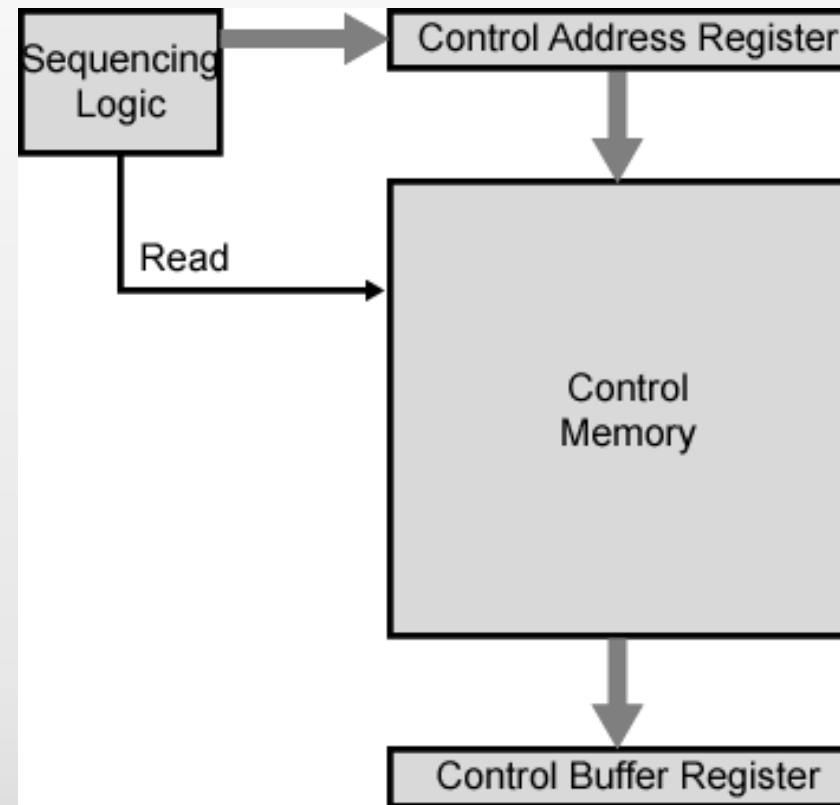 Sequencing
Logic
Control Address Register
Read
Control
Memory
Control Buffer Register